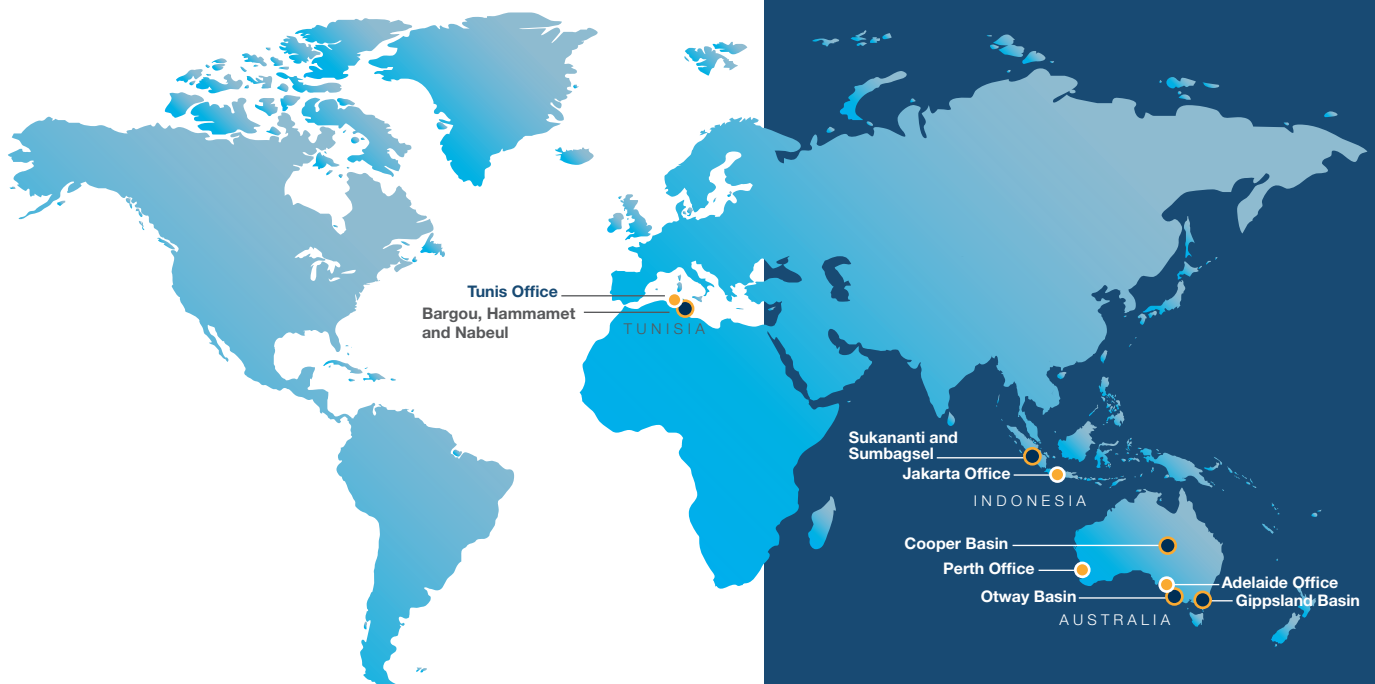 Tunis Office
Bargou, Hammamet
and Nabeul
TUNISIA
Sukananti and
Sumbagsel
Jakarta Office
INDONESIA
Cooper Basin
Perth Office
Adelaide Office
Otway Basin
Gippsland Basin
AUSTRALIA